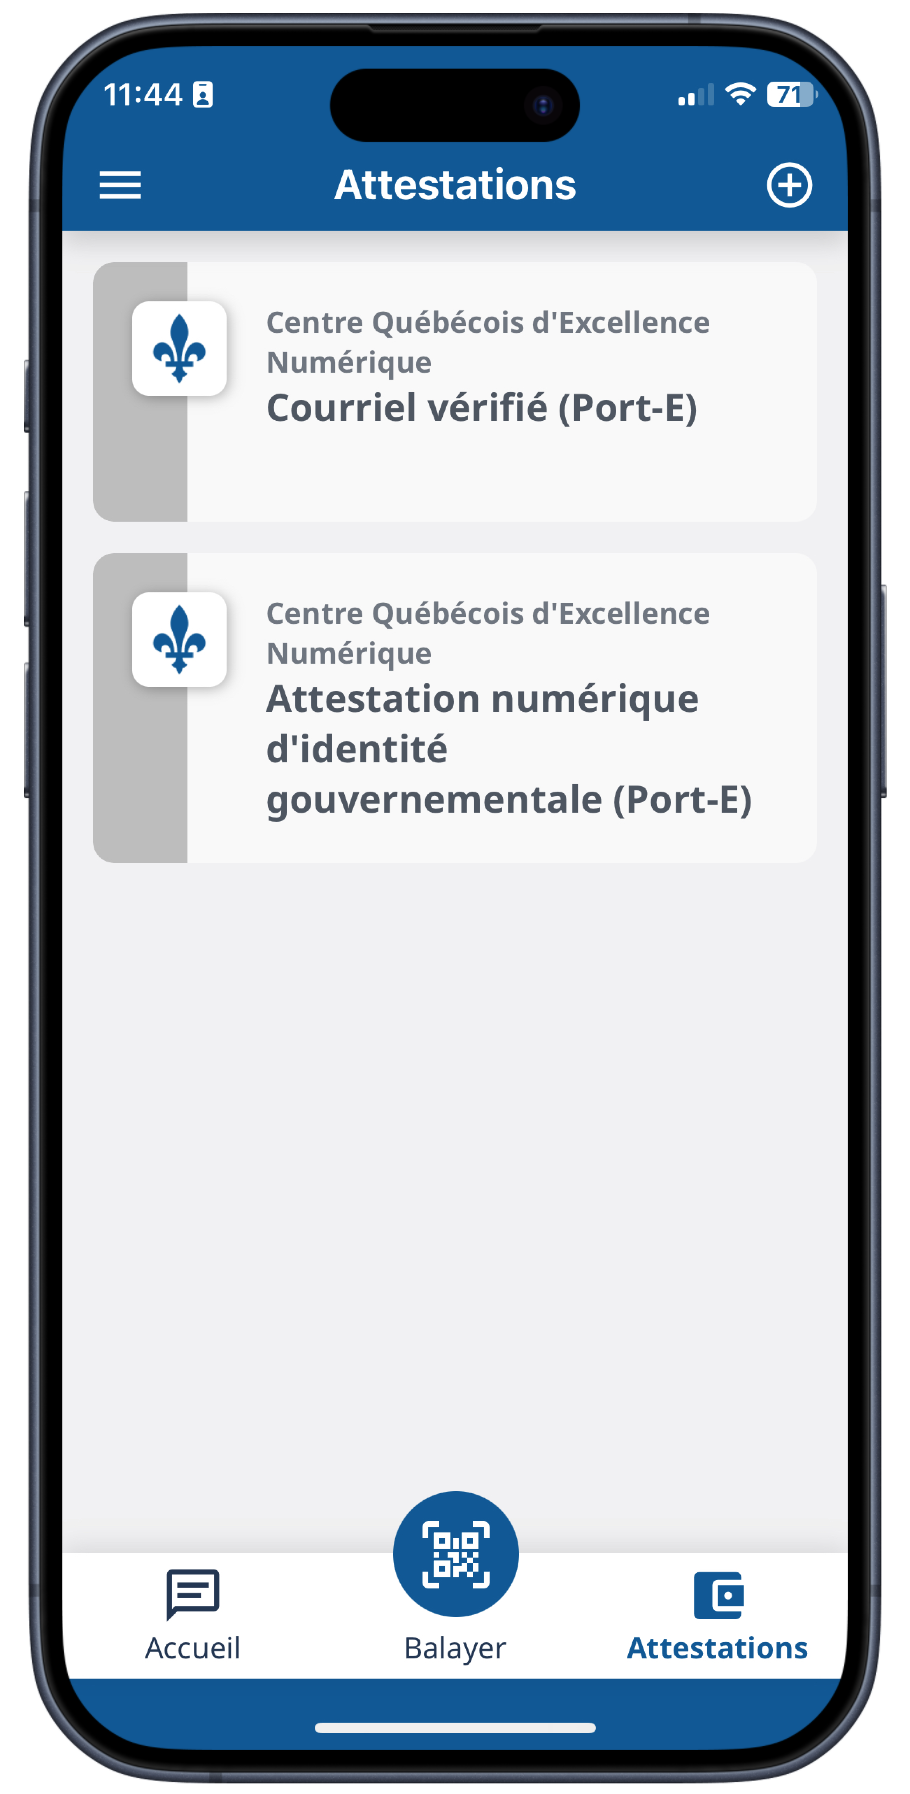 11:44
71
Attestations
Centre Québécois d'Excellence
Numérique
Courriel vérifié (Port-E)
Centre Québécois d'Excellence
Numérique
Attestation numérique
d'identité
gouvernementale (Port-E)
Accueil
Balayer
Attestations